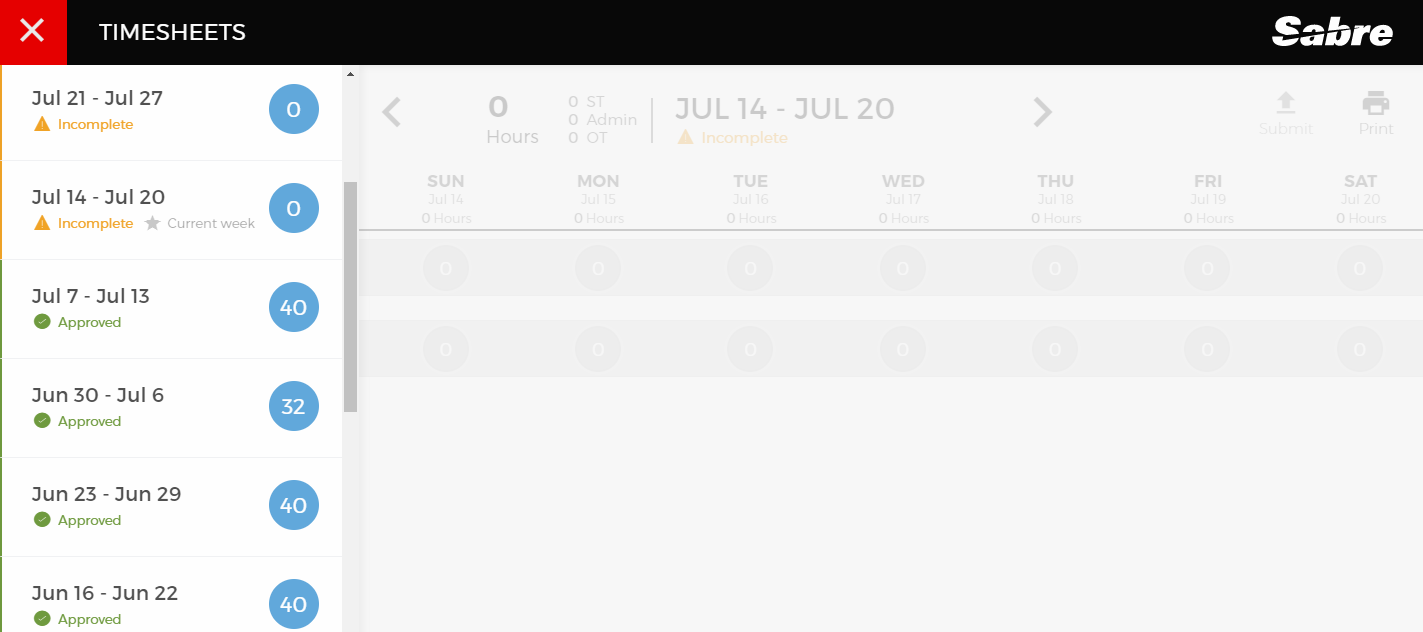 TIMESHEETS
Sabre
Jul 21 - Jul 27
Incomplete
0
Jul 14 - Jul 20
Incomplete Current week
0
Jul 7 - Jul 13
Approved
40
Jun 30 - Jul 6
Approved
32
Jun 23 - Jun 29
Approved
40
Jun 16 - Jun 22
Approved
40
0
Hours
0 ST
0 Admin
0 OT
JUL 14 - JUL 20
Incomplete
Submit
Print
SUN MON TUE WED THU FRI SAT
Jul 14 Jul 15 Jul 16 Jul 17 Jul 18 Jul 19 Jul 20
0 Hours 0 Hours 0 Hours 0 Hours 0 Hours 0 Hours 0 Hours
0 0 0 0 0 0 0
0 0 0 0 0 0 0